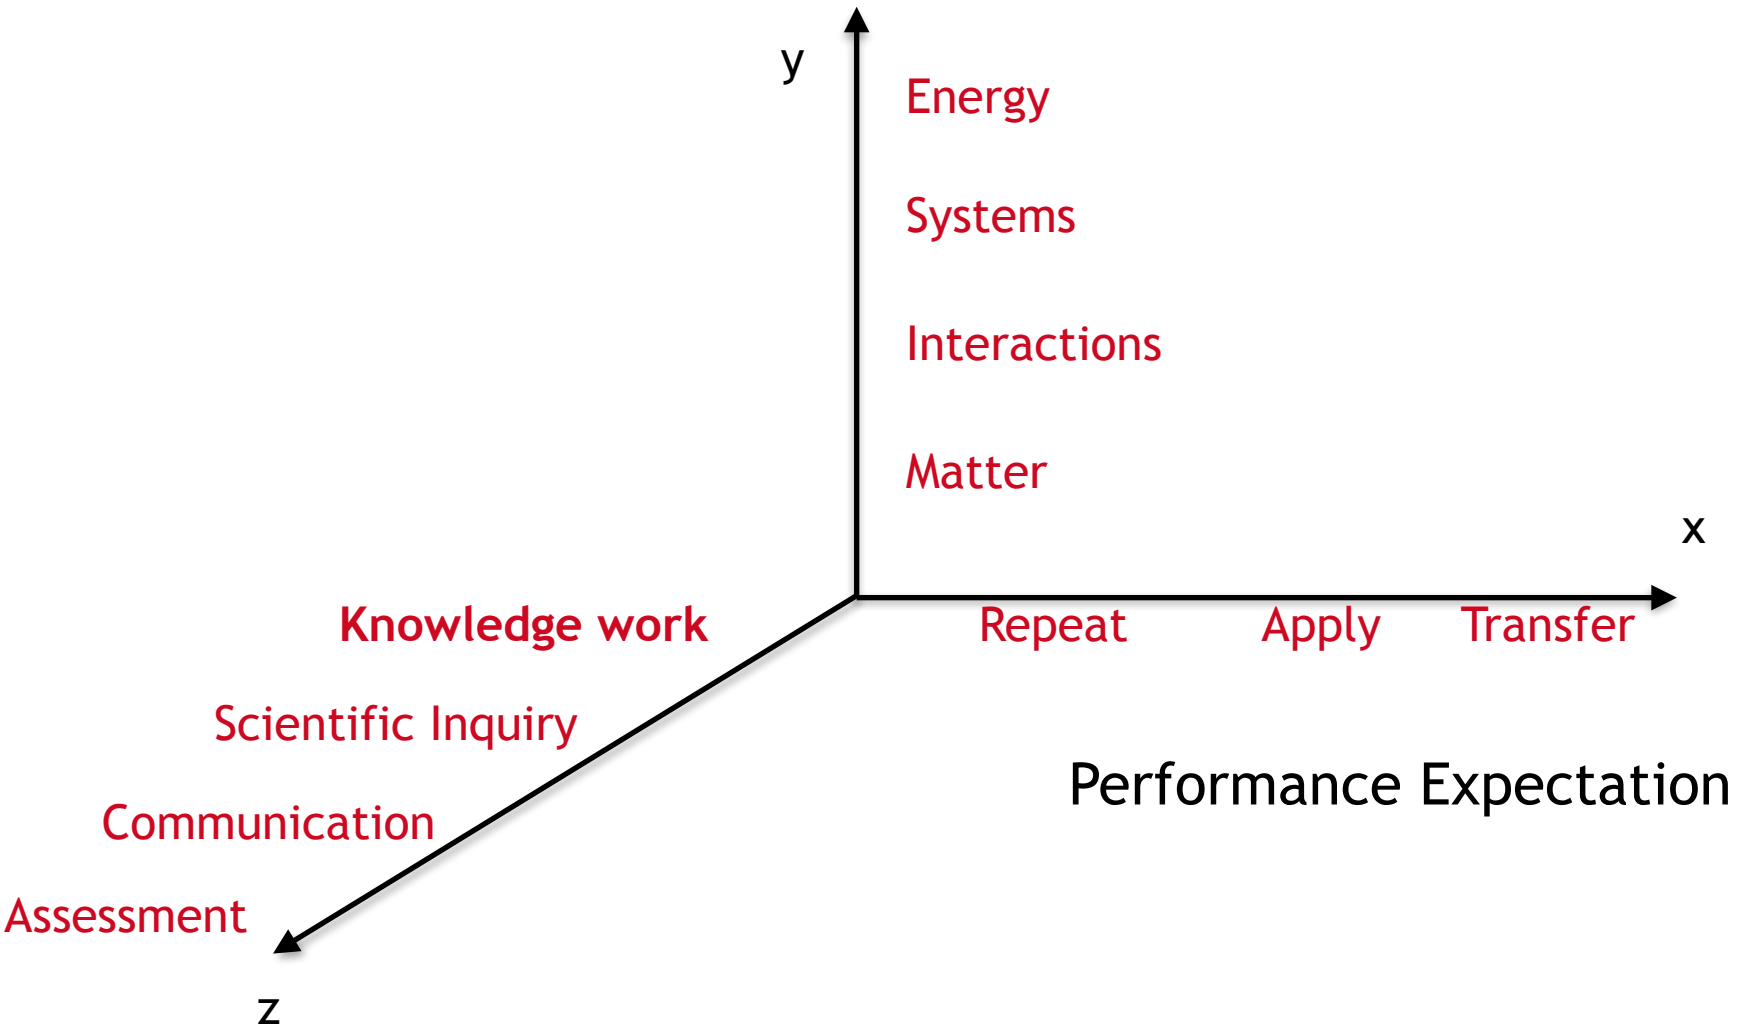 y
Energy
Systems
Interactions
Matter
x
Knowledge work
Repeat Apply Transfer
Scientific Inquiry
Performance Expectation
Communication
Assessment
z